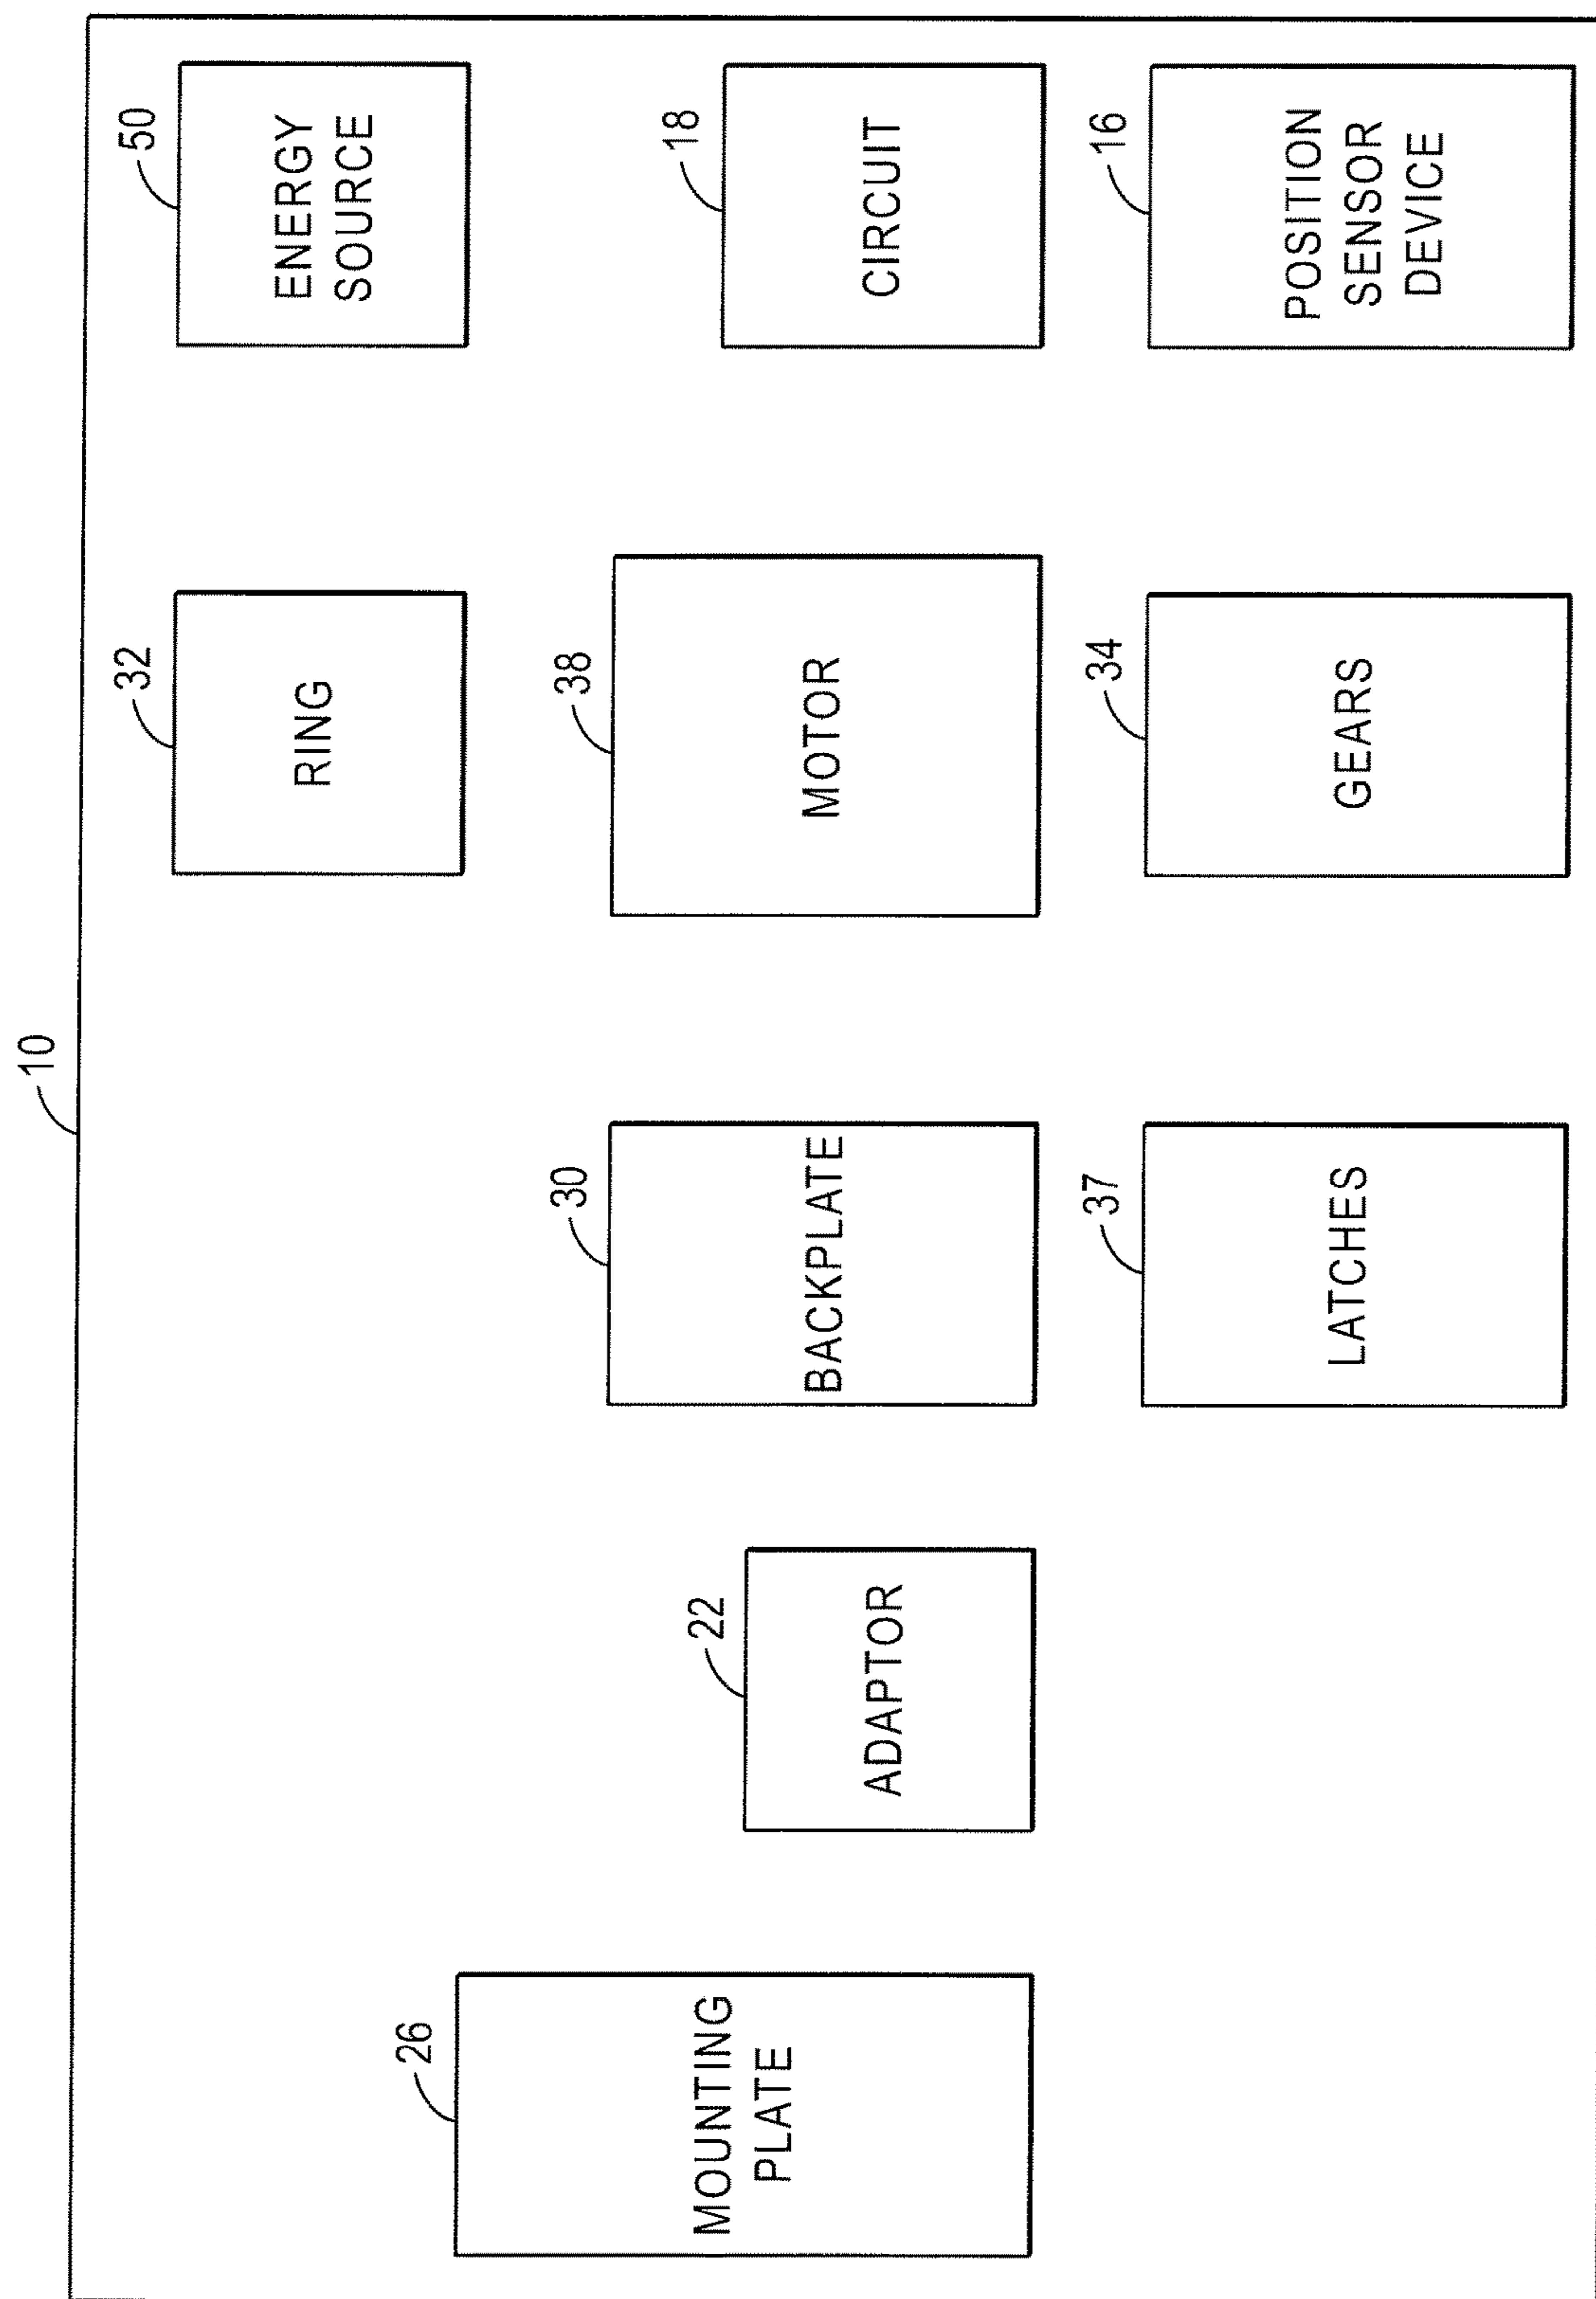 10
26
MOUNTING
PLATE
22
ADAPTOR
30
BACKPLATE
37
LATCHES
32
RING
38
MOTOR
34
GEARS
50
ENERGY
SOURCE
18
CIRCUIT
16
POSITION
SENSOR
DEVICE